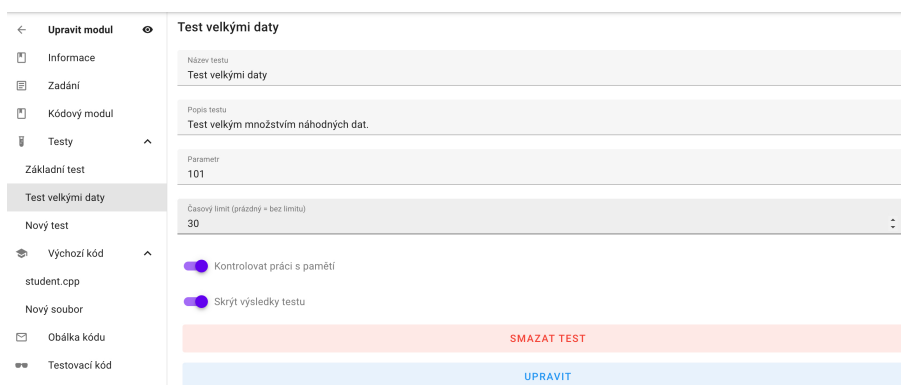 Upravit modul
Informace
Zadání
Kódový modul
Testy
Základní test
Test velkými daty
Nový test
Výchozí kód
student.cpp
Nový soubor
Obálka kódu
Testovací kód
Test velkými daty
Název testu
Test velkými daty
Popis testu
Test velkým množstvím náhodných dat.
Parametr
101
Časový limit (prázdný = bez limitu)
30
Kontrolovat práci s pamětí
Skrýt výsledky testu
SMAZAT TEST
UPRAVIT